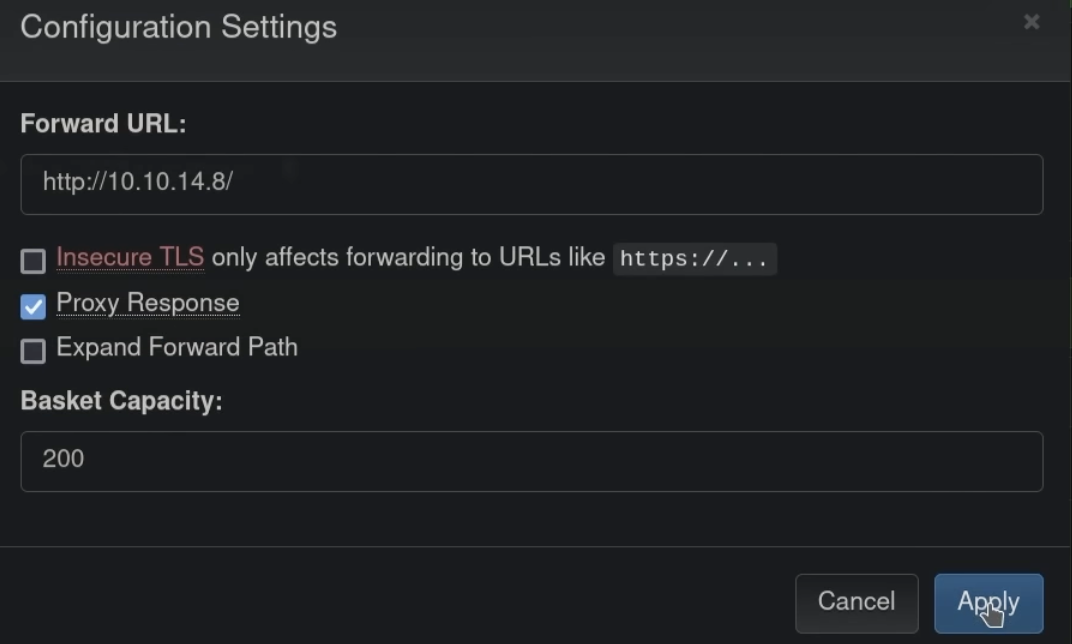 Configuration Settings
×
Forward URL:
http://10.10.14.8/
Insecure TLS only affects forwarding to URLs like https://...
Proxy Response
Expand Forward Path
Basket Capacity:
200
Cancel
Apply